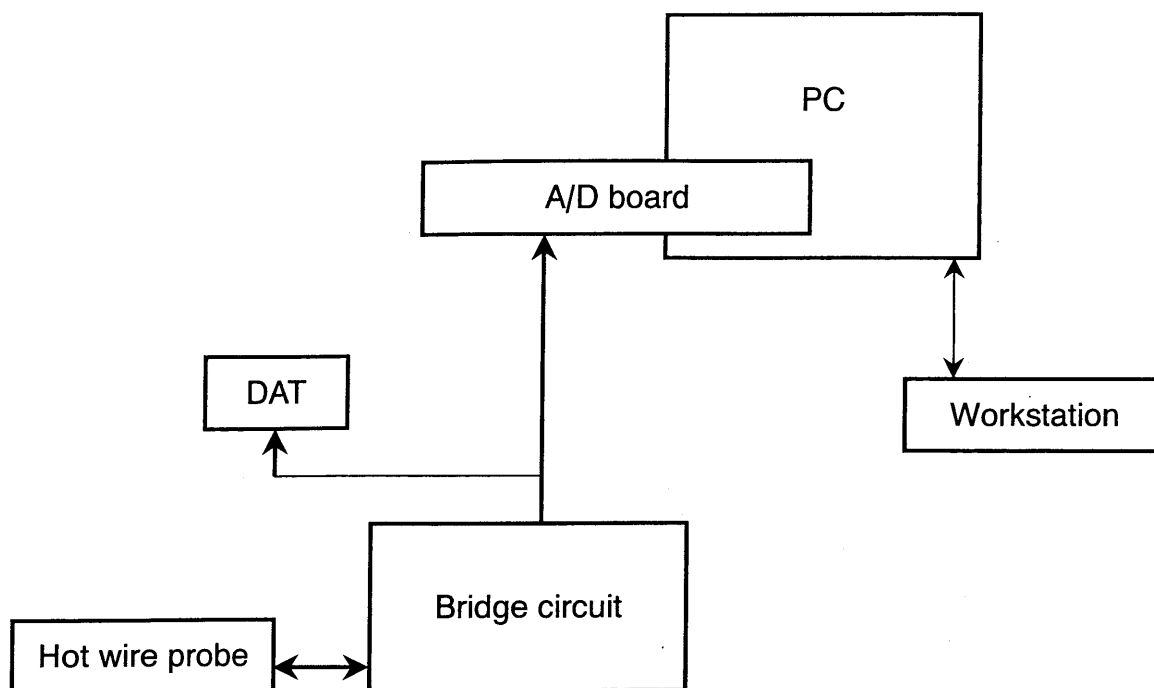 PC
A/D board
DAT
Workstation
Bridge circuit
Hot wire probe